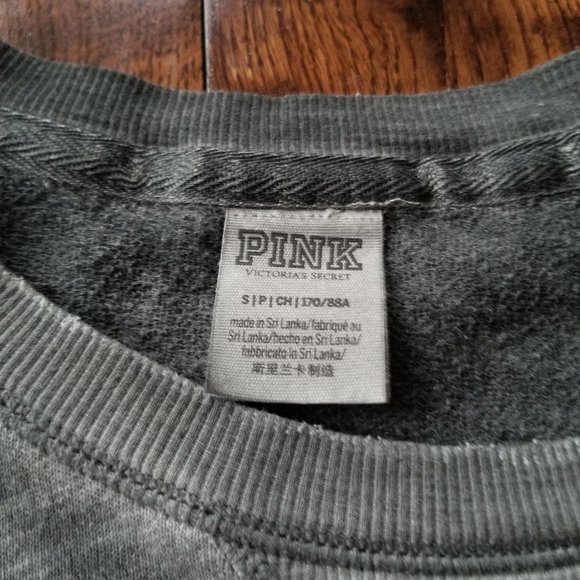 PINK
VICTORIA'S SECRET
S|P|CH|170/88A
made in Sri Lanka/fabriqué au
Sri Lanka/hecho en Sri Lanka/
fabbricato in Sri Lanka/
斯里兰卡制造